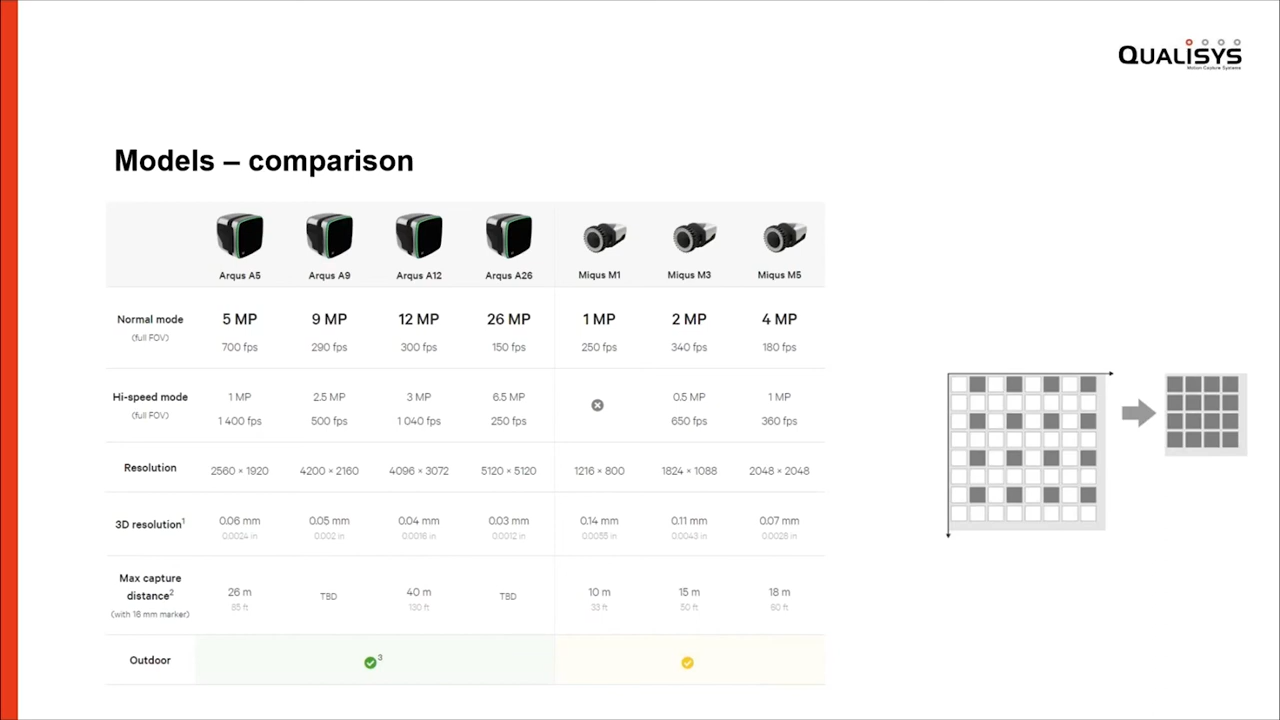 QUALISYS
Motion Capture Systems
Models – comparison
Arqus A5 Arqus A9 Arqus A12 Arqus A26 Miqus M1 Miqus M3 Miqus M5
Normal mode 5 MP 9 MP 12 MP 26 MP 1 MP 2 MP 4 MP
(full FOV) 700 fps 290 fps 300 fps 150 fps 250 fps 340 fps 180 fps
Hi-speed mode 1 MP 2.5 MP 3 MP 6.5 MP 0.5 MP 1 MP
(full FOV) 1 400 fps 500 fps 1 040 fps 250 fps 650 fps 360 fps
Resolution 2560 × 1920 4200 × 2160 4096 × 3072 5120 × 5120 1216 × 800 1824 × 1088 2048 × 2048
3D resolution¹ 0.06 mm 0.05 mm 0.04 mm 0.03 mm 0.14 mm 0.11 mm 0.07 mm
0.0024 in 0.002 in 0.0016 in 0.0012 in 0.0055 in 0.0043 in 0.0028 in
Max capture
distance² 26 m TBD 40 m TBD 10 m 15 m 18 m
(with 16 mm marker) 85 ft 130 ft 33 ft 50 ft 60 ft
Outdoor 3